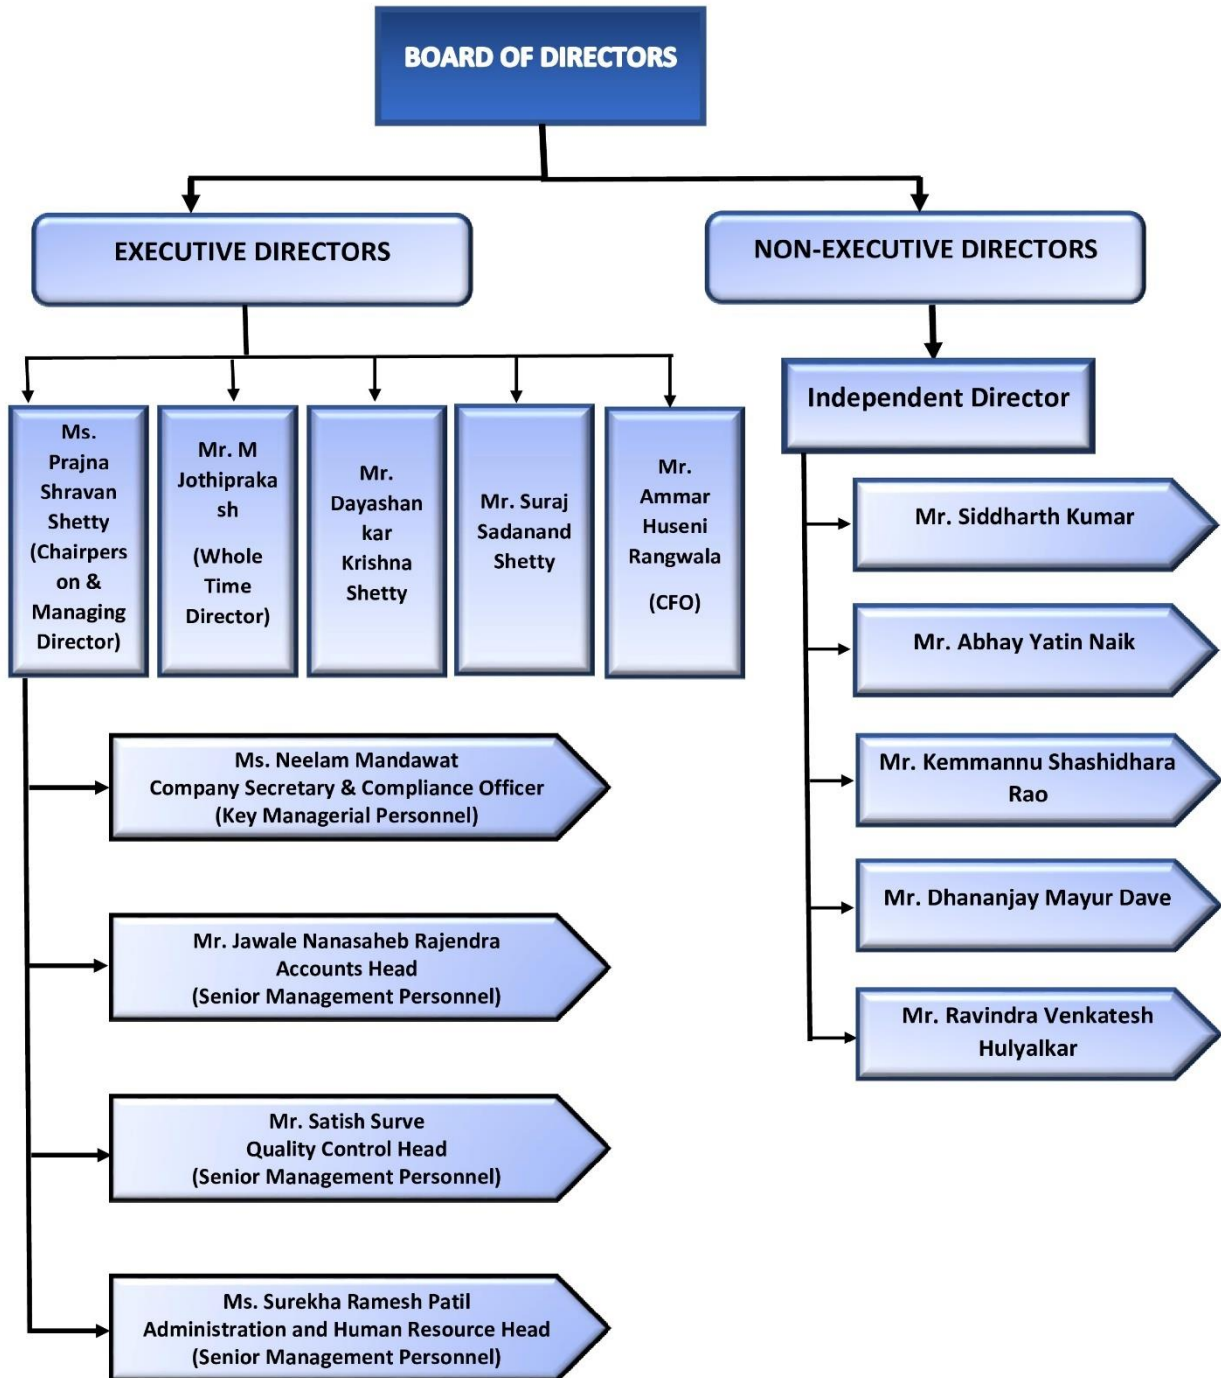 BOARD OF DIRECTORS
EXECUTIVE DIRECTORS
NON-EXECUTIVE DIRECTORS
Ms.
Prajna
Shravan
Shetty
(Chairpers
on &
Managing
Director)
Mr. M
Jothipraka
sh
(Whole
Time
Director)
Mr.
Dayashan
kar
Krishna
Shetty
Mr. Suraj
Sadanand
Shetty
Mr.
Ammar
Huseni
Rangwala
(CFO)
Ms. Neelam Mandawat
Company Secretary & Compliance Officer
(Key Managerial Personnel)
Mr. Jawale Nanasaheb Rajendra
Accounts Head
(Senior Management Personnel)
Mr. Satish Surve
Quality Control Head
(Senior Management Personnel)
Ms. Surekha Ramesh Patil
Administration and Human Resource Head
(Senior Management Personnel)
Independent Director
Mr. Siddharth Kumar
Mr. Abhay Yatin Naik
Mr. Kemmannu Shashidhara
Rao
Mr. Dhananjay Mayur Dave
Mr. Ravindra Venkatesh
Hulyalkar